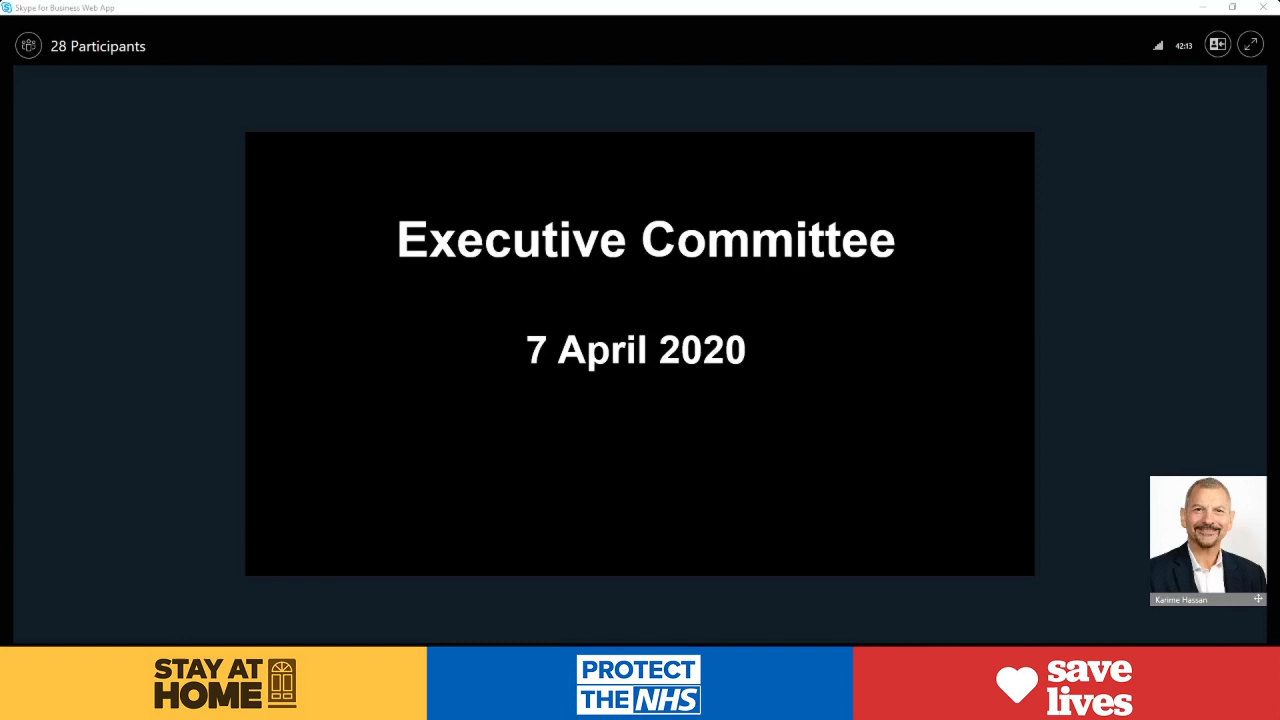 Skype for Business Web App
28 Participants
42:13
Executive Committee
7 April 2020
Karime Hassan
STAY AT
HOME
PROTECT
THE NHS
save
lives